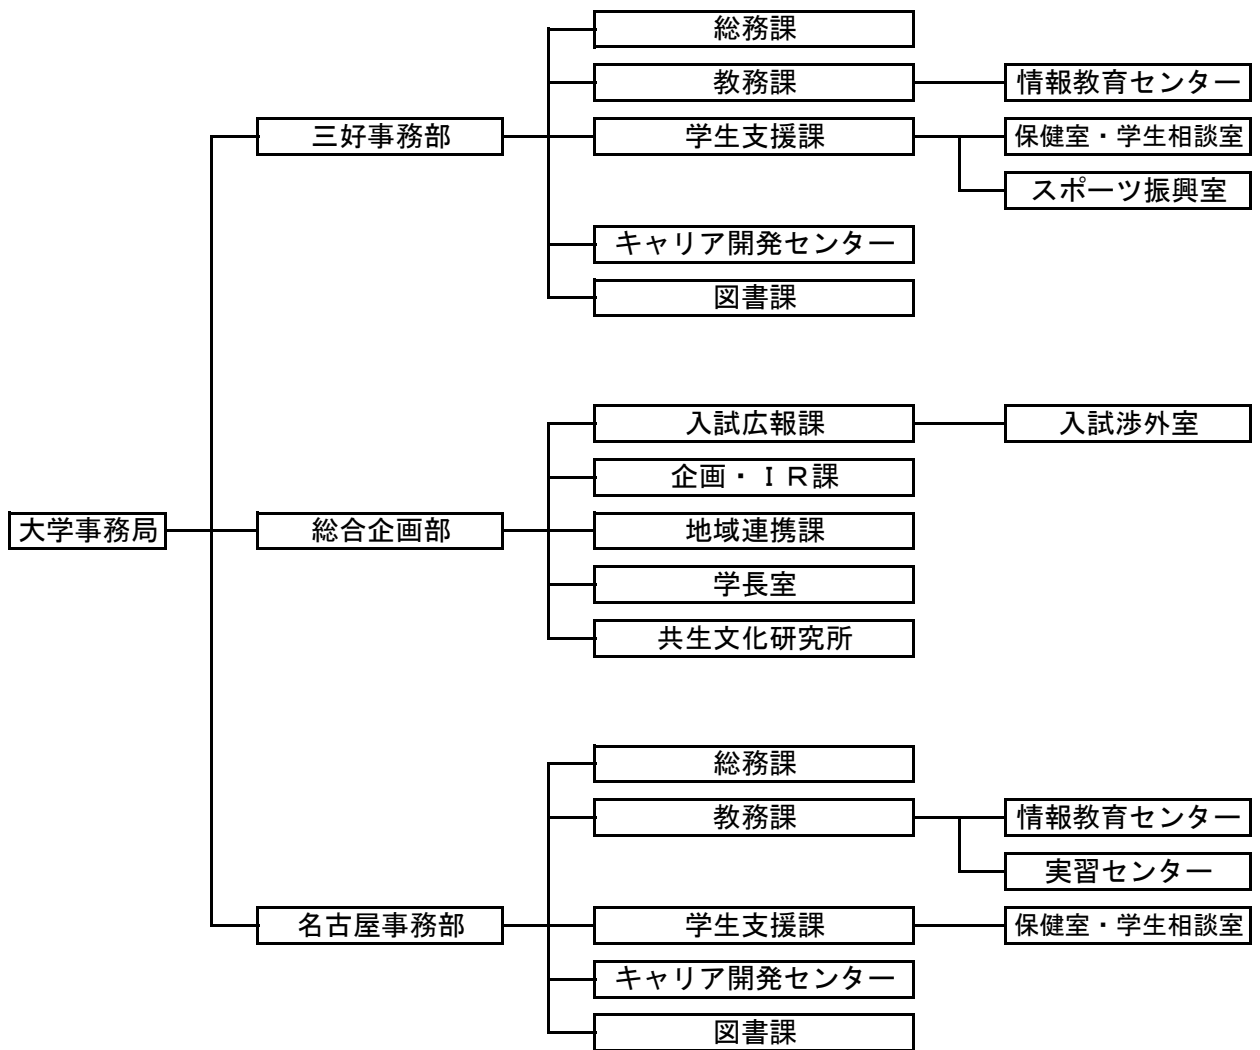 総務課
教務課
情報教育センター
三好事務部
学生支援課
保健室・学生相談室
スポーツ振興室
キャリア開発センター
図書課
入試広報課
入試渉外室
企画・ＩＲ課
大学事務局
総合企画部
地域連携課
学長室
共生文化研究所
総務課
教務課
情報教育センター
実習センター
名古屋事務部
学生支援課
保健室・学生相談室
キャリア開発センター
図書課